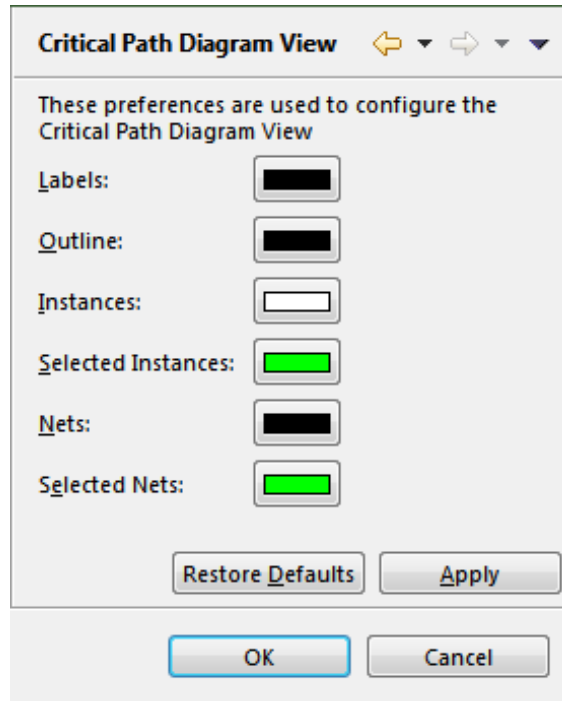 Critical Path Diagram View
These preferences are used to configure the
Critical Path Diagram View
Labels:
Outline:
Instances:
Selected Instances:
Nets:
Selected Nets:
Restore Defaults
Apply
OK
Cancel